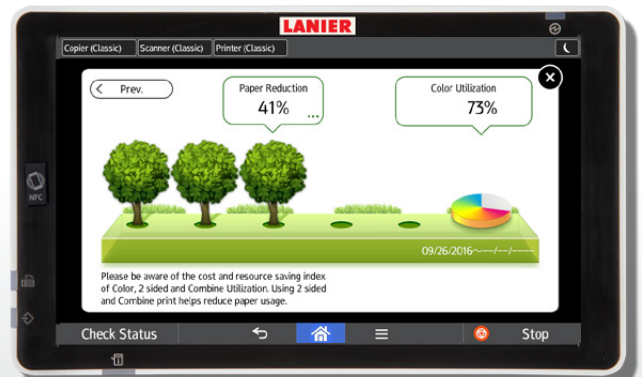 LANIER
Copier (Classic)
Scanner (Classic)
Printer (Classic)
Prev.
Paper Reduction
41%
...
Color Utilization
73%
09/26/2016~--/--/----
Please be aware of the cost and resource saving index
of Color, 2 sided and Combine Utilization. Using 2 sided
and Combine print helps reduce paper usage.
NFC
Check Status
Stop